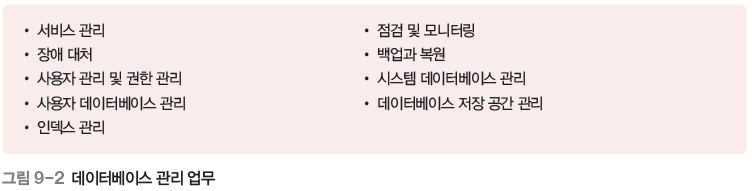 • 서비스 관리
• 장애 대처
• 사용자 관리 및 권한 관리
• 사용자 데이터베이스 관리
• 인덱스 관리
• 점검 및 모니터링
• 백업과 복원
• 시스템 데이터베이스 관리
• 데이터베이스 저장 공간 관리
그림 9-2 데이터베이스 관리 업무